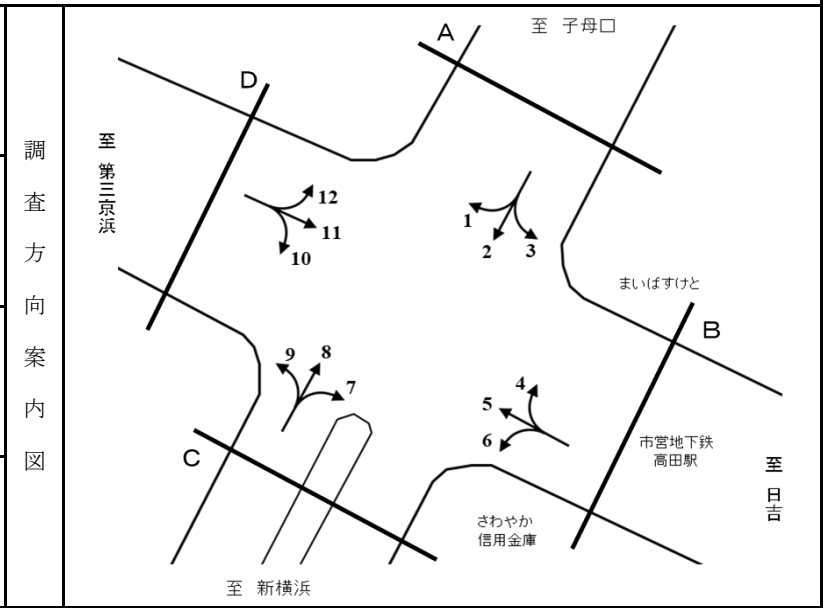 調査方向案内図
至 子母口
A
D
至 第三京浜
12
11
10
1
2
3
まいばすけと
B
9
8
7
4
5
6
市営地下鉄
高田駅
至 日吉
C
さわやか
信用金庫
至 新横浜